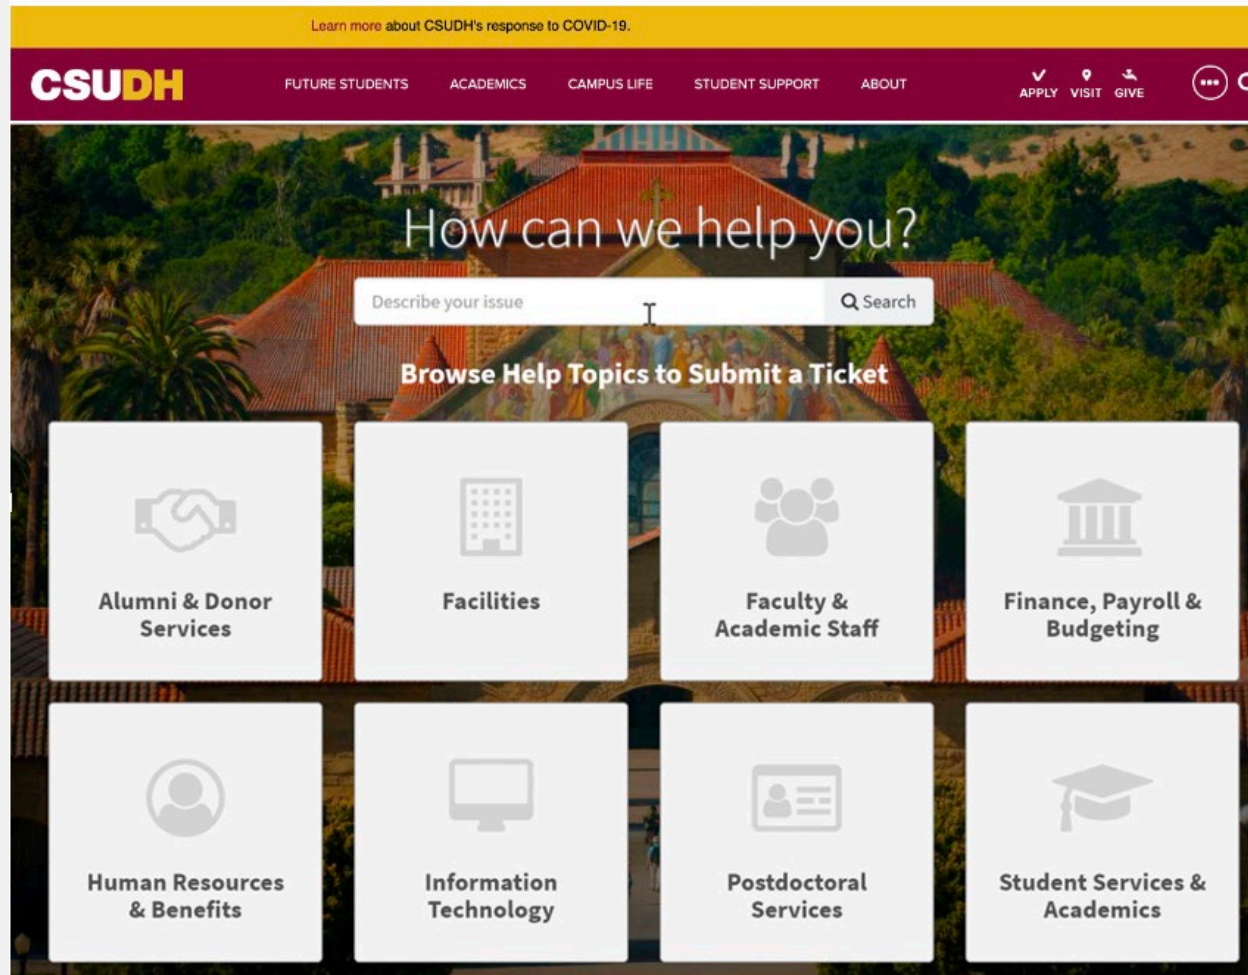 Learn more about CSUDH's response to COVID-19.
CSUDH
FUTURE STUDENTS ACADEMICS CAMPUS LIFE STUDENT SUPPORT ABOUT APPLY VISIT GIVE
How can we help you?
Describe your issue Search
Browse Help Topics to Submit a Ticket
Alumni & Donor
Services
Facilities
Faculty &
Academic Staff
Finance, Payroll &
Budgeting
Human Resources
& Benefits
Information
Technology
Postdoctoral
Services
Student Services &
Academics